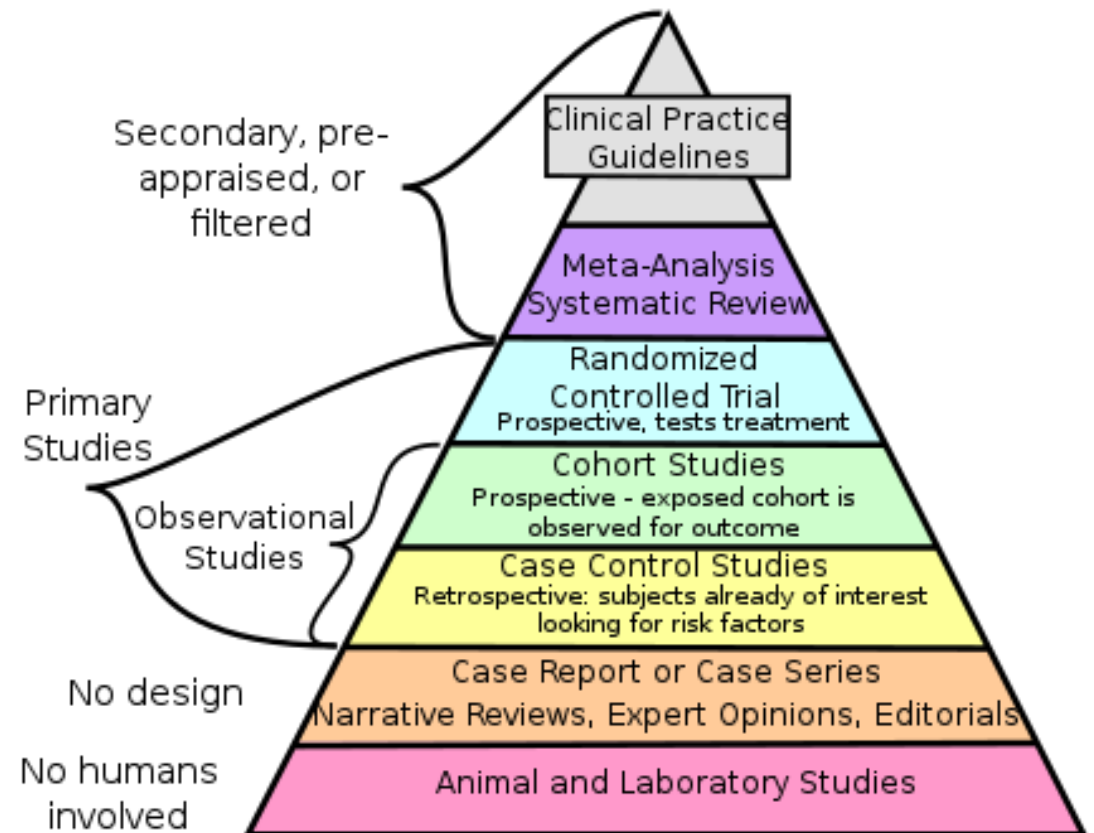 Clinical Practice
Guidelines
Secondary, pre-
appraised, or
filtered
Meta-Analysis
Systematic Review
Randomized
Controlled Trial
Prospective, tests treatment
Primary
Studies
Cohort Studies
Prospective - exposed cohort is
observed for outcome
Observational
Studies
Case Control Studies
Retrospective: subjects already of interest
looking for risk factors
No design
Case Report or Case Series
Narrative Reviews, Expert Opinions, Editorials
No humans
involved
Animal and Laboratory Studies